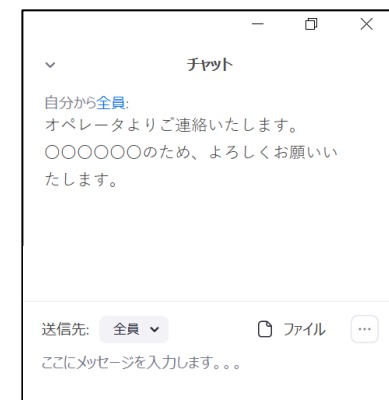 チャット
自分から全員:
オペレータよりご連絡いたします。
〇〇〇〇〇〇のため、よろしくお願いい
たします。
送信先: 全員 ファイル
ここにメッセージを入力します。。。